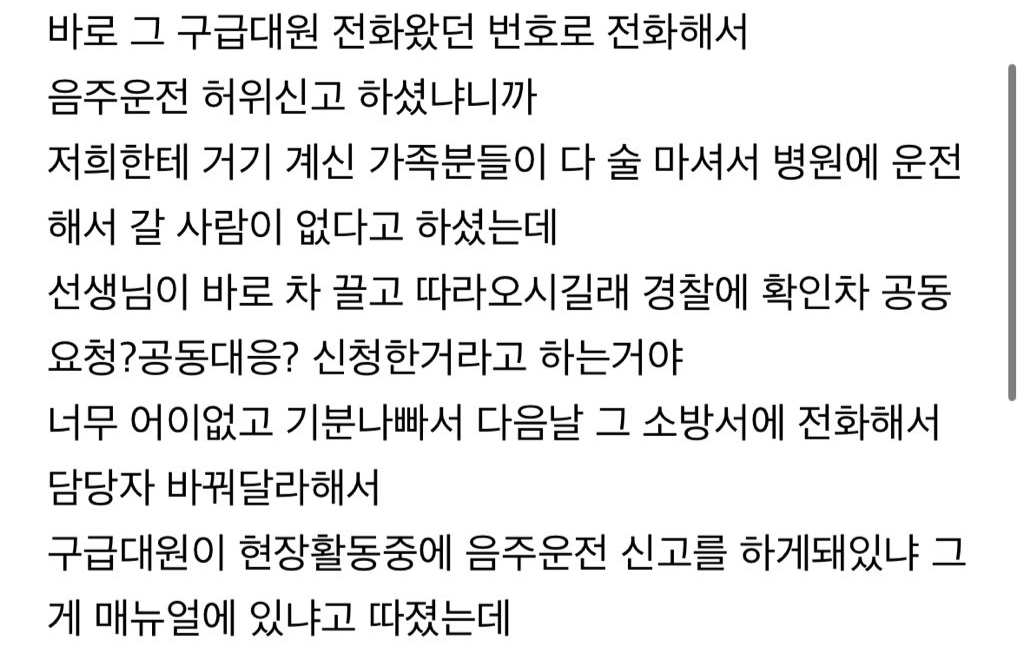 바로 그 구급대원 전화왔던 번호로 전화해서
음주운전 허위신고 하셨냐니까
저희한테 거기 계신 가족분들이 다 술 마셔서 병원에 운전
해서 갈 사람이 없다고 하셨는데
선생님이 바로 차 끌고 따라오시길래 경찰에 확인차 공동
요청?공동대응? 신청한거라고 하는거야
너무 어이없고 기분나빠서 다음날 그 소방서에 전화해서
담당자 바꿔달라해서
구급대원이 현장활동중에 음주운전 신고를 하게돼있냐 그
게 매뉴얼에 있냐고 따졌는데